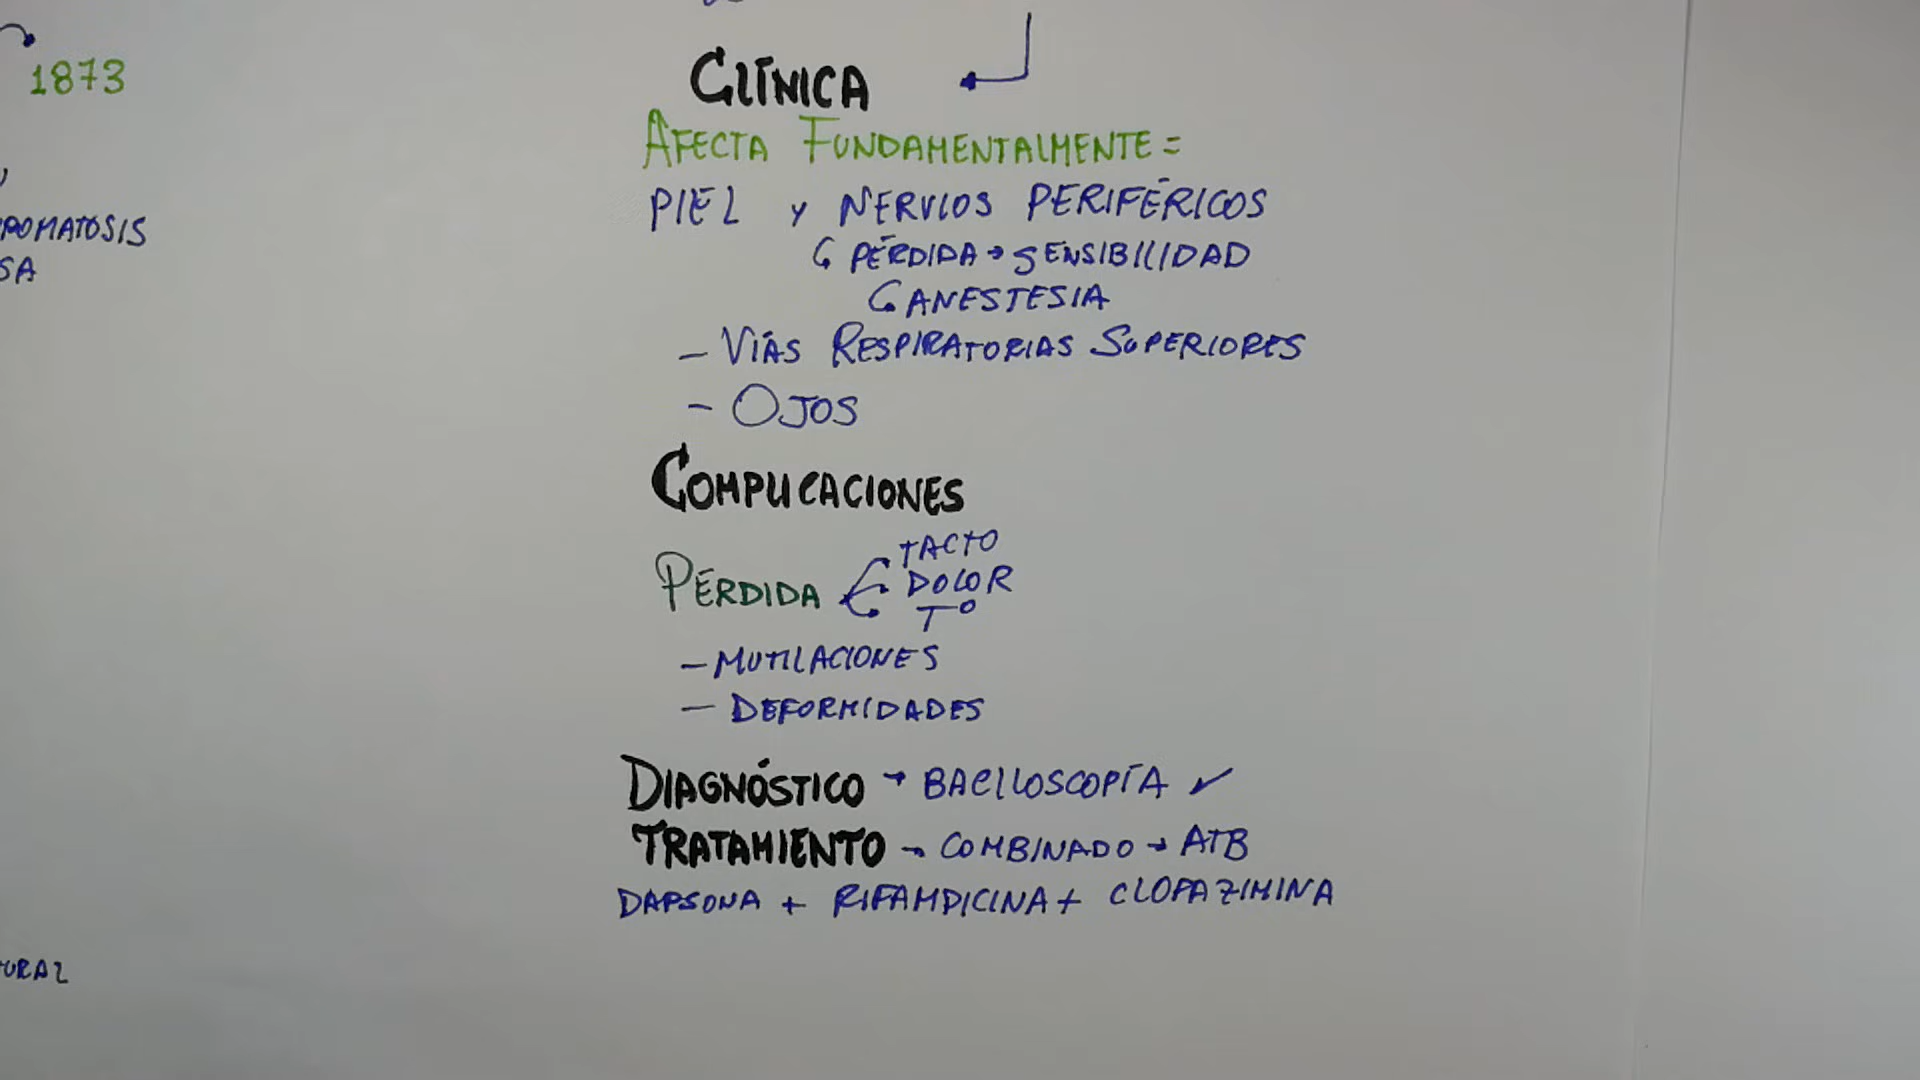 1873
CLÍNICA
AFECTA FUNDAMENTALMENTE =
PIEL Y NERVIOS PERIFÉRICOS
PÉRDIDA → SENSIBILIDAD
ANESTESIA
- VÍAS RESPIRATORIAS SUPERIORES
- OJOS
COMPLICACIONES
TACTO
PÉRDIDA DOLOR
Tº
- MUTILACIONES
- DEFORMIDADES
DIAGNÓSTICO → BACILOSCOPÍA ✓
TRATAMIENTO → COMBINADO → ATB
DAPSONA + RIFAMPICINA + CLOFAZIMINA